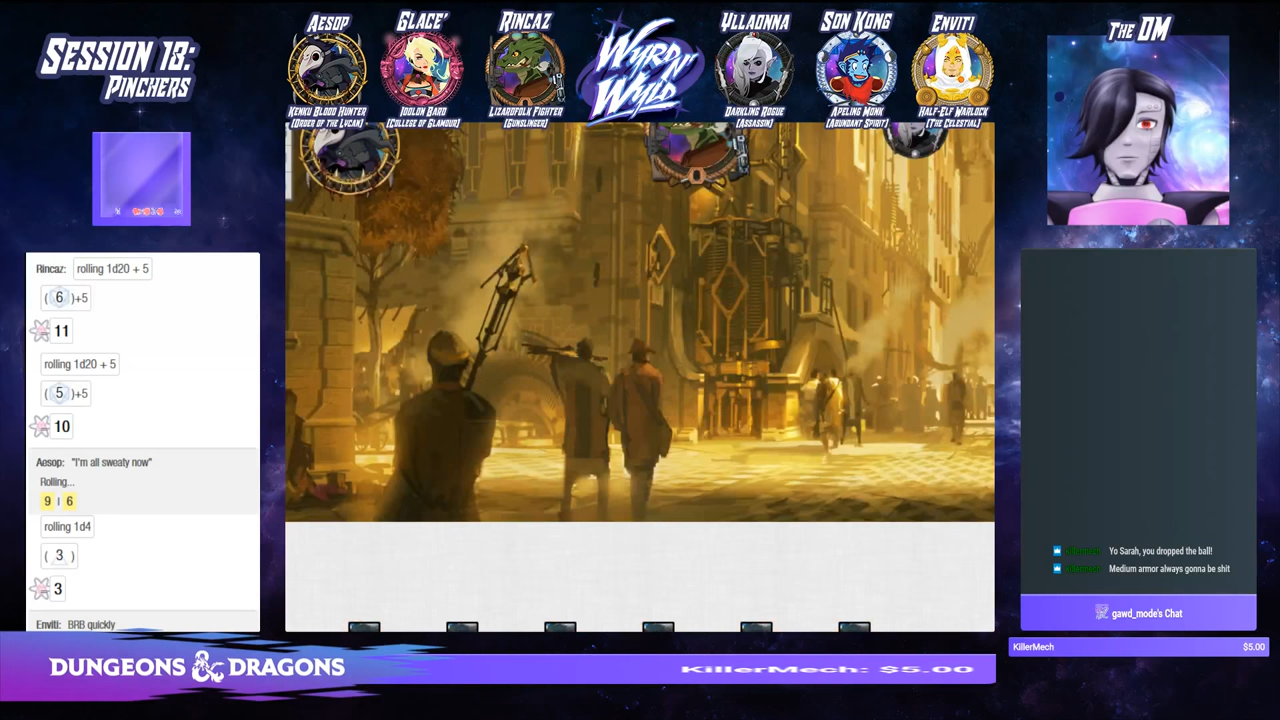 SESSION 18:
PINCHERS
AESOP
KENKU BLOOD HUNTER
(ORDER OF THE LYCAN)
GLACE'
IDOLON BARD
(COLLEGE OF GLAMOUR)
RINCAZ
LIZARDFOLK FIGHTER
(GUNSLINGER)
WYRD N'
WYLD
YLLADNNA
DARKLING ROGUE
(ASSASSIN)
SON KONG
APELING MONK
(ABUNDANT SPIRIT)
ENVITI
HALF-ELF WARLOCK
(THE CELESTIAL)
THE DM
Rincaz: rolling 1d20 + 5
( 6 )+5
11
rolling 1d20 + 5
( 5 )+5
10
Aesop: "I'm all sweaty now"
Rolling...
9 | 6
rolling 1d4
( 3 )
3
Enviti: BRB quickly
Killermech: Yo Sarah, you dropped the ball!
Killermech: Medium armor always gonna be shit
gawd_mode's Chat
KillerMech $5.00
DUNGEONS & DRAGONS
KillerMech: $5.00